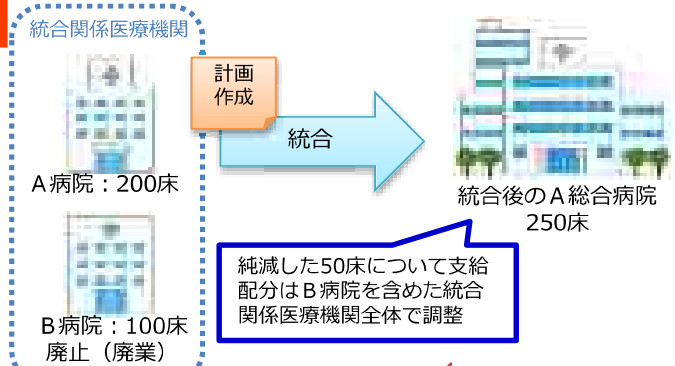 統合関係医療機関
計画
作成
統合
A病院：200床
B病院：100床
廃止（廃業）
統合後のA総合病院
250床
純減した50床について支給
配分はB病院を含めた統合
関係医療機関全体で調整